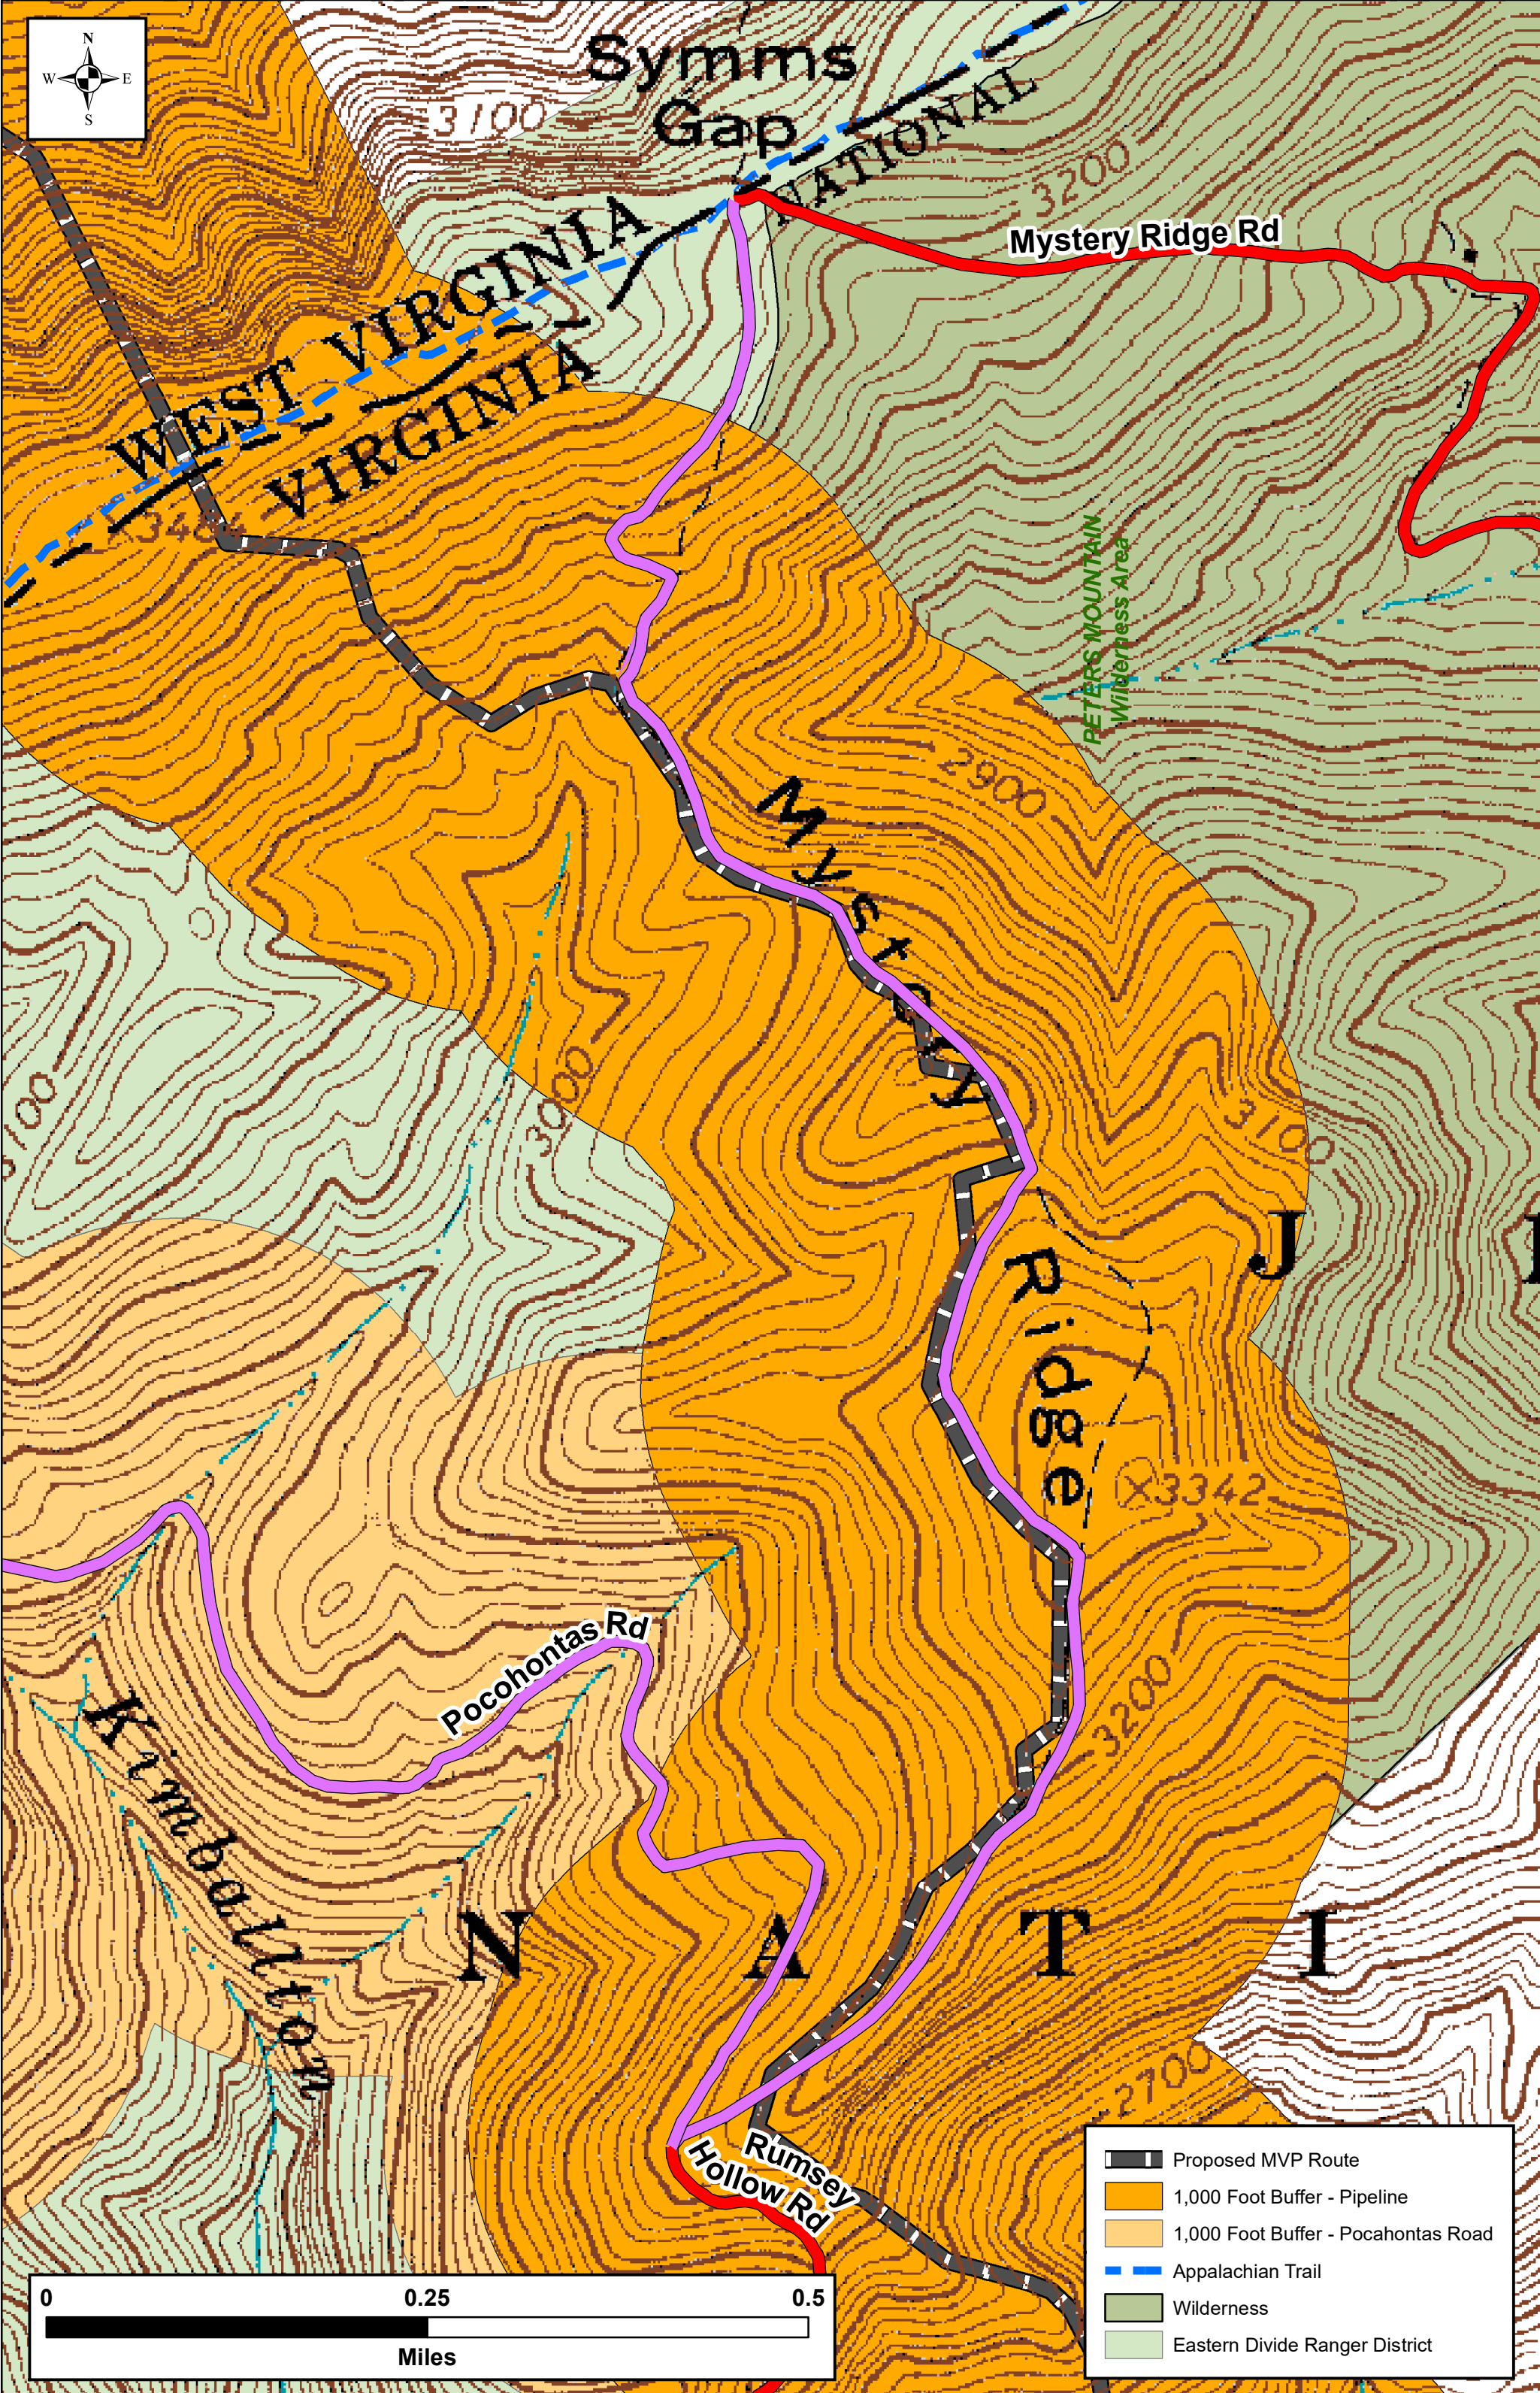 N
W E
S
Symms
Gap
3100
NATIONAL
3200
Mystery Ridge Rd
WEST VIRGINIA
VIRGINIA
PETERS MOUNTAIN
Wilderness Area
2900
Mystery
3000
3100
J
Ridge
×3342
Pocohontas Rd
3200
Kimballton
N A T I
2700
Rumsey
Hollow Rd
Proposed MVP Route
1,000 Foot Buffer - Pipeline
1,000 Foot Buffer - Pocahontas Road
Appalachian Trail
Wilderness
Eastern Divide Ranger District
0 0.25 0.5
Miles